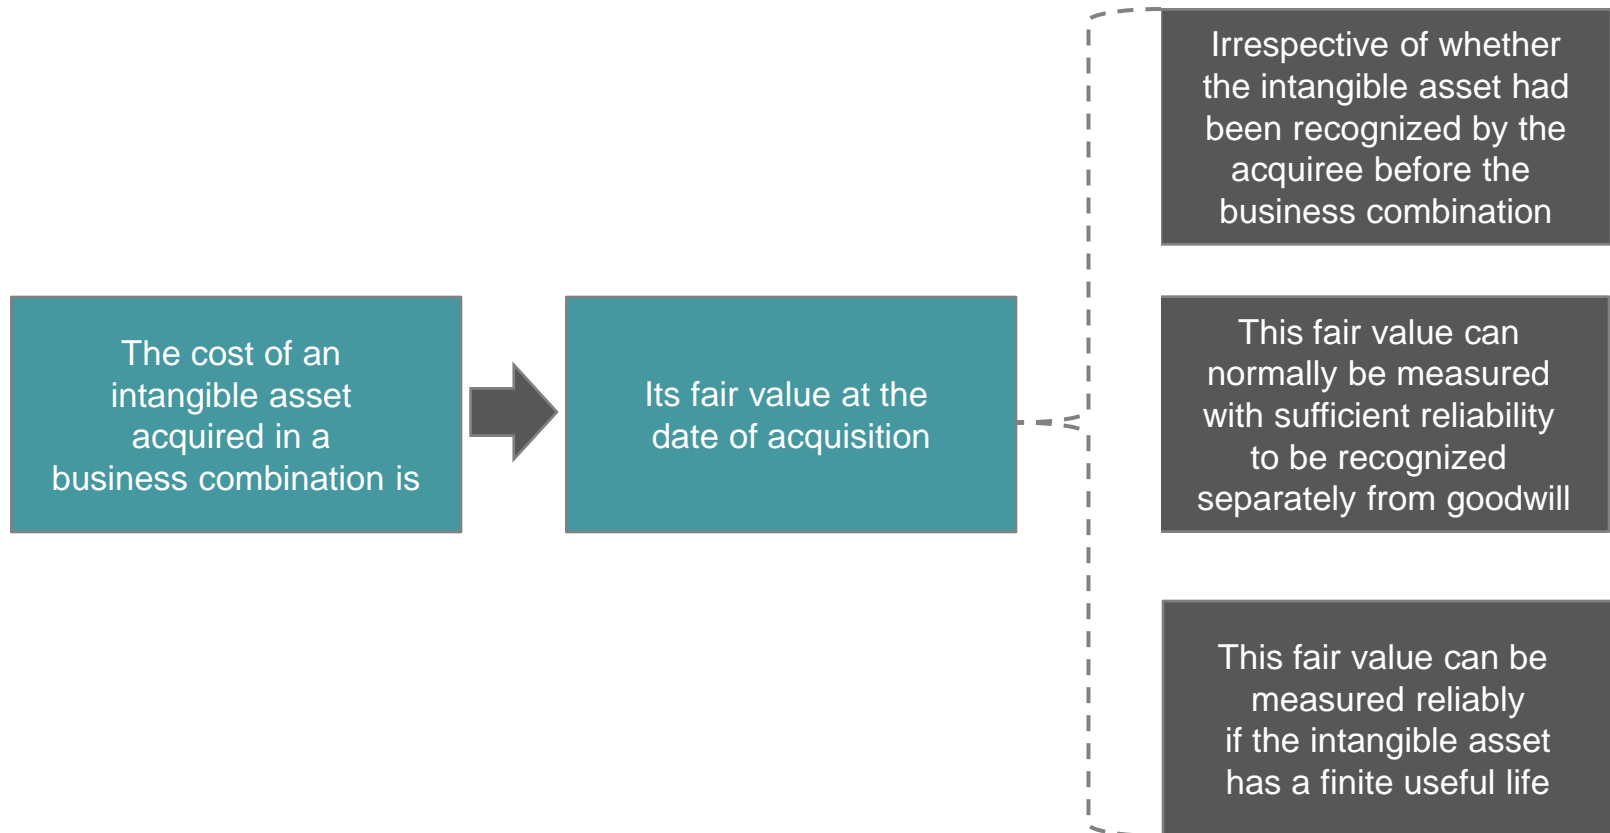 The cost of an
intangible asset
acquired in a
business combination is
Its fair value at the
date of acquisition
Irrespective of whether
the intangible asset had
been recognized by the
acquiree before the
business combination
This fair value can
normally be measured
with sufficient reliability
to be recognized
separately from goodwill
This fair value can be
measured reliably
if the intangible asset
has a finite useful life